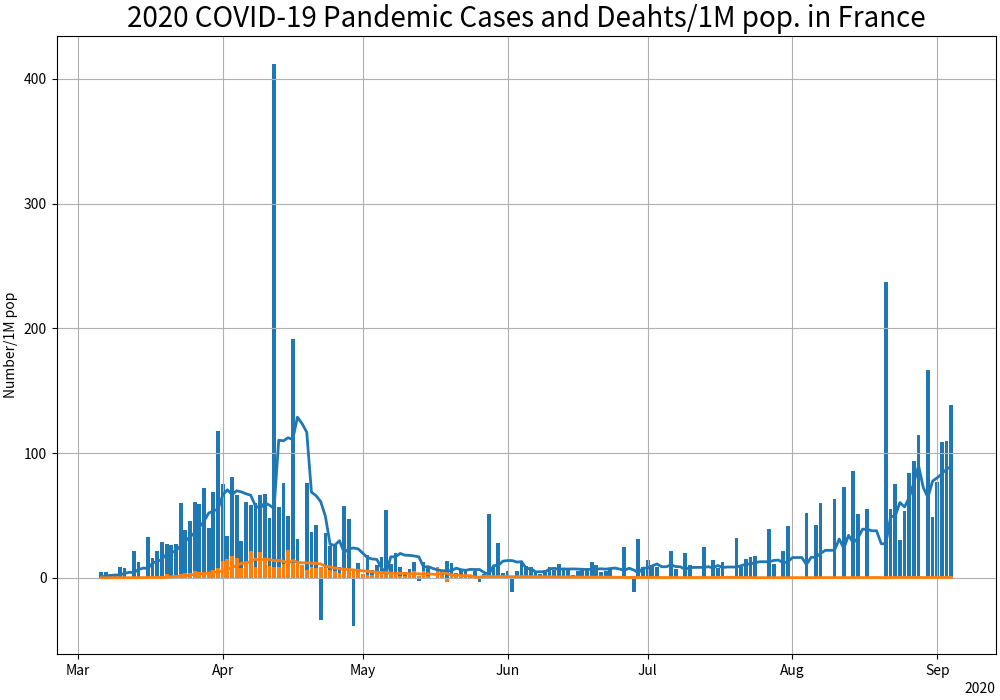 2020 COVID-19 Pandemic Cases and Deahts/1M pop. in France
Number/1M pop
400
300
200
100
0
Mar Apr May Jun Jul Aug Sep
2020